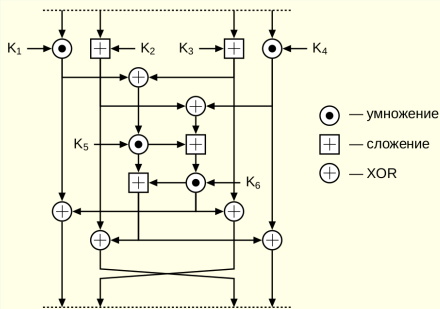 K₁ K₂ K₃ K₄
— умножение
K₅ — сложение
— XOR
K₆